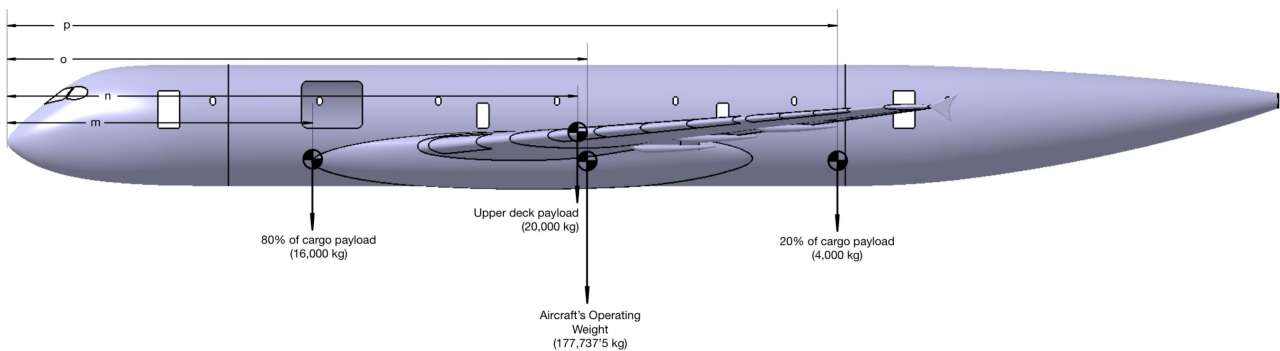 p
o
n
m
Upper deck payload
(20,000 kg)
80% of cargo payload
(16,000 kg)
20% of cargo payload
(4,000 kg)
Aircraft's Operating
Weight
(177,737'5 kg)